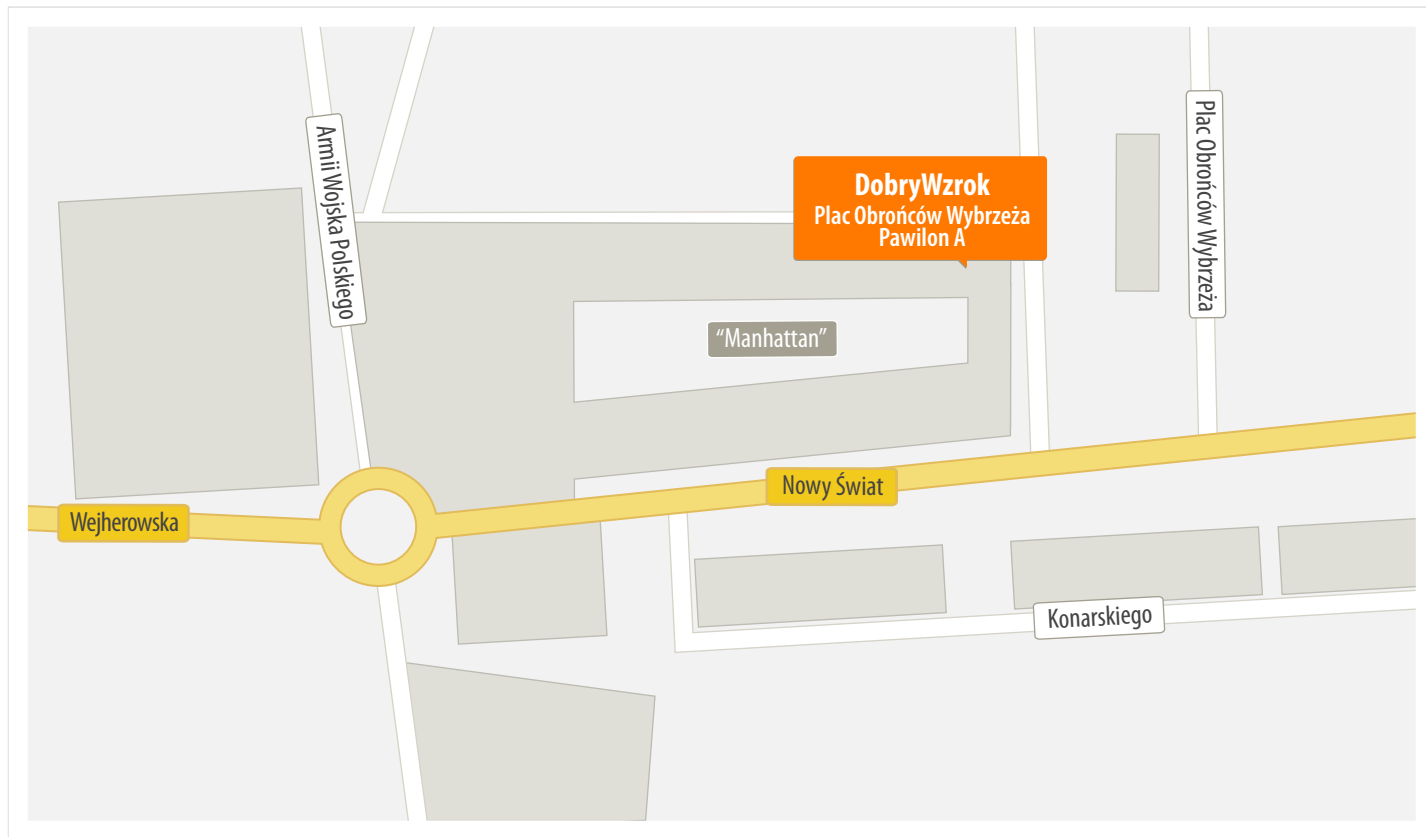 Armii Wojska Polskiego
DobryWzrok
Plac Obrońców Wybrzeża
Pawilon A
Plac Obrońców Wybrzeża
“Manhattan”
Nowy Świat
Wejherowska
Konarskiego